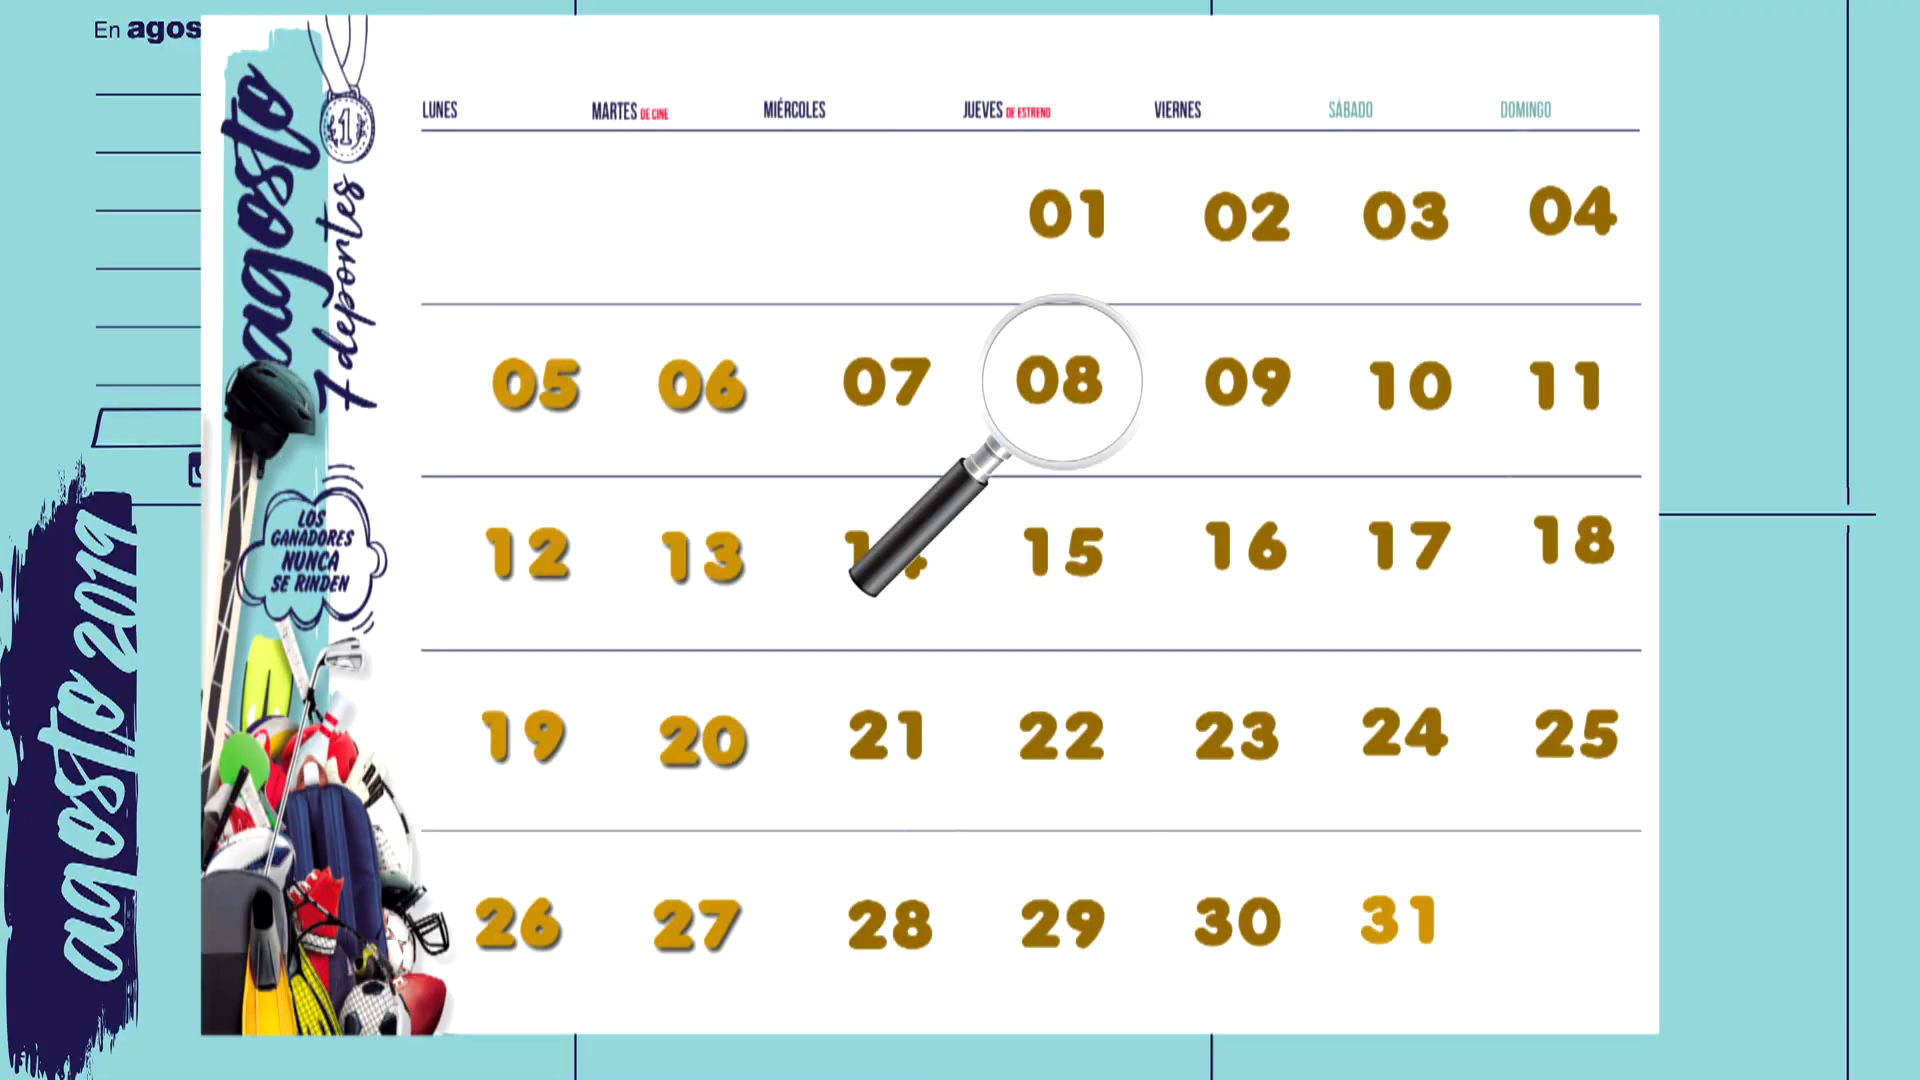 En agos
agosto 2019
agosto
7 deportes
1
LOS
GANADORES
NUNCA
SE RINDEN
LUNES MARTES DE CINE MIÉRCOLES JUEVES DE ESTRENO VIERNES SÁBADO DOMINGO
01 02 03 04
05 06 07 08 09 10 11
12 13 15 16 17 18
19 20 21 22 23 24 25
26 27 28 29 30 31